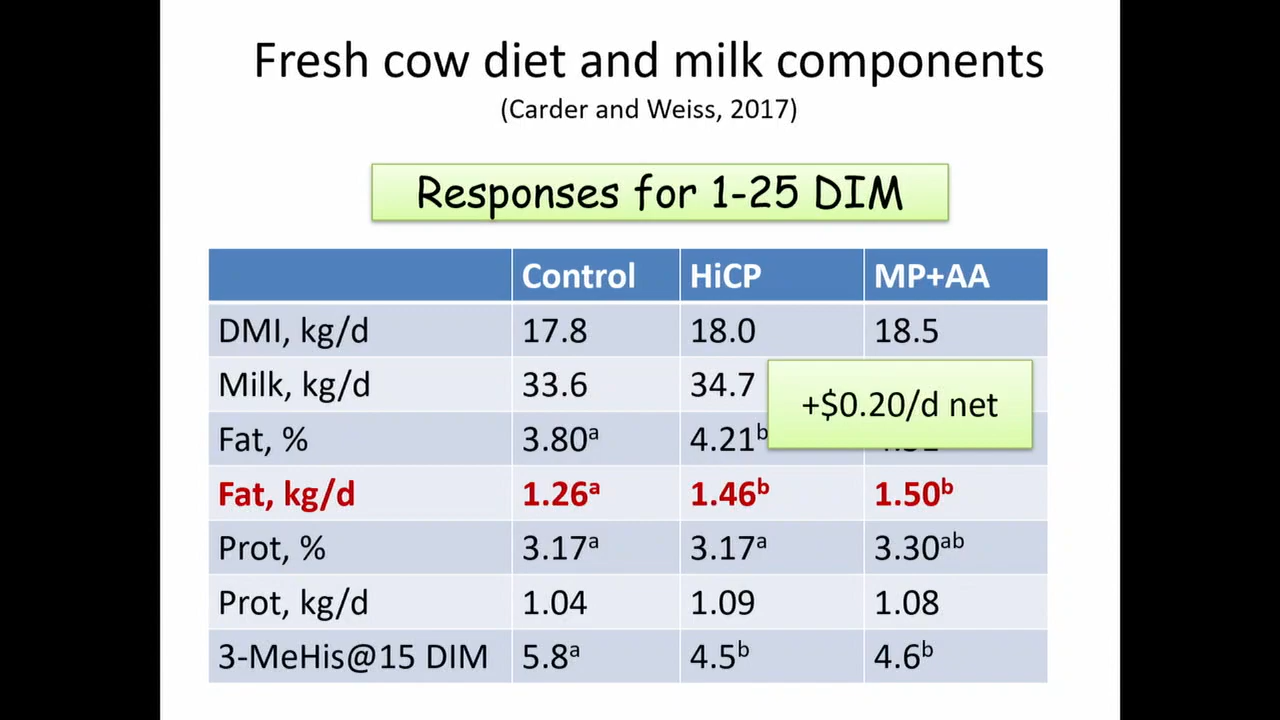 Fresh cow diet and milk components
(Carder and Weiss, 2017)
Responses for 1-25 DIM
Control HiCP MP+AA
DMI, kg/d 17.8 18.0 18.5
Milk, kg/d 33.6 34.7
+$0.20/d net
Fat, % 3.80ᵃ 4.21ᵇ
Fat, kg/d 1.26ᵃ 1.46ᵇ 1.50ᵇ
Prot, % 3.17ᵃ 3.17ᵃ 3.30ᵃᵇ
Prot, kg/d 1.04 1.09 1.08
3-MeHis@15 DIM 5.8ᵃ 4.5ᵇ 4.6ᵇ